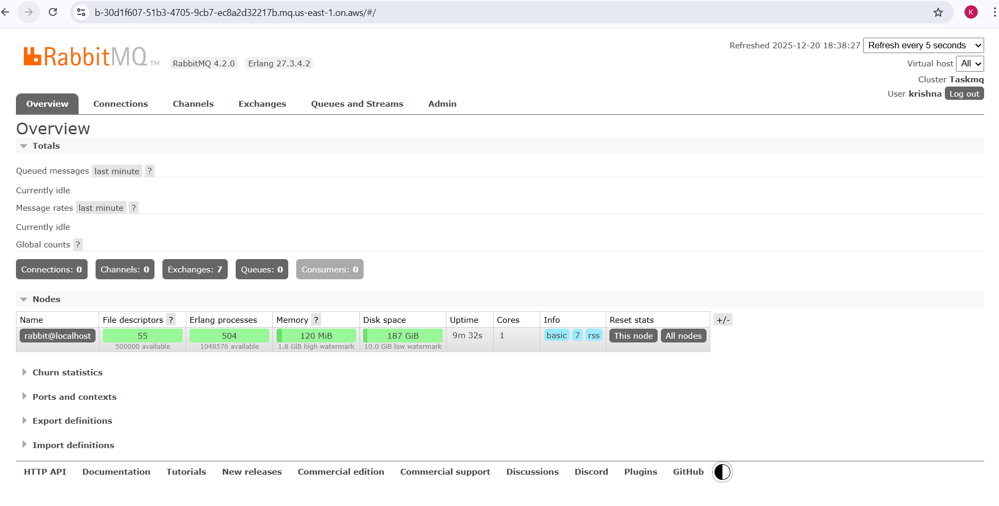 b-30d1f607-51b3-4705-9cb7-ec8a2d32217b.mq.us-east-1.on.aws/#/
K
RabbitMQ TM
RabbitMQ 4.2.0 Erlang 27.3.4.2
Refreshed 2025-12-20 18:38:27 Refresh every 5 seconds
Virtual host All
Cluster Taskmq
User krishna Log out
Overview Connections Channels Exchanges Queues and Streams Admin
Overview
Totals
Queued messages last minute ?
Currently idle
Message rates last minute ?
Currently idle
Global counts ?
Connections: 0 Channels: 0 Exchanges: 7 Queues: 0 Consumers: 0
Nodes
Name File descriptors ? Erlang processes Memory ? Disk space Uptime Cores Info Reset stats +/-
rabbit@localhost 55 504 120 MiB 187 GiB 9m 32s 1 basic 7 rss This node All nodes
500000 available 1048576 available 1.8 GiB high watermark 10.0 GiB low watermark
Churn statistics
Ports and contexts
Export definitions
Import definitions
HTTP API Documentation Tutorials New releases Commercial edition Commercial support Discussions Discord Plugins GitHub